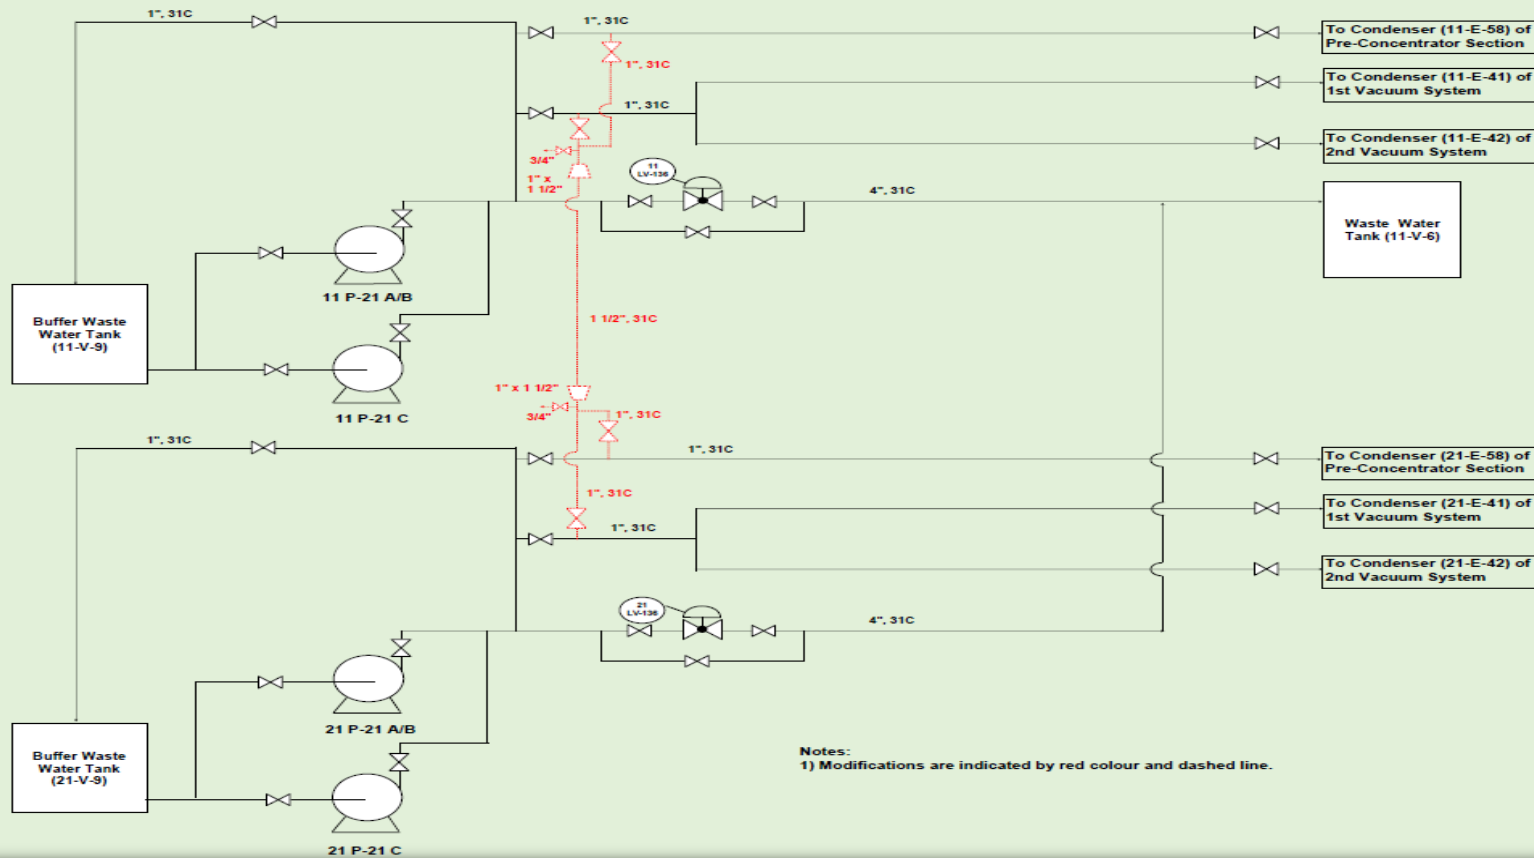 1", 31C
1", 31C
To Condenser (11-E-58) of
Pre-Concentrator Section
1", 31C
To Condenser (11-E-41) of
1st Vacuum System
1", 31C
To Condenser (11-E-42) of
2nd Vacuum System
3/4"
1" x
1 1/2"
11
LV-136
4", 31C
Waste Water
Tank (11-V-6)
11 P-21 A/B
Buffer Waste
Water Tank
(11-V-9)
1 1/2", 31C
11 P-21 C
1" x 1 1/2"
3/4"
1", 31C
1", 31C
1", 31C
To Condenser (21-E-58) of
Pre-Concentrator Section
1", 31C
To Condenser (21-E-41) of
1st Vacuum System
1", 31C
To Condenser (21-E-42) of
2nd Vacuum System
21
LV-136
4", 31C
21 P-21 A/B
Buffer Waste
Water Tank
(21-V-9)
Notes:
1) Modifications are indicated by red colour and dashed line.
21 P-21 C